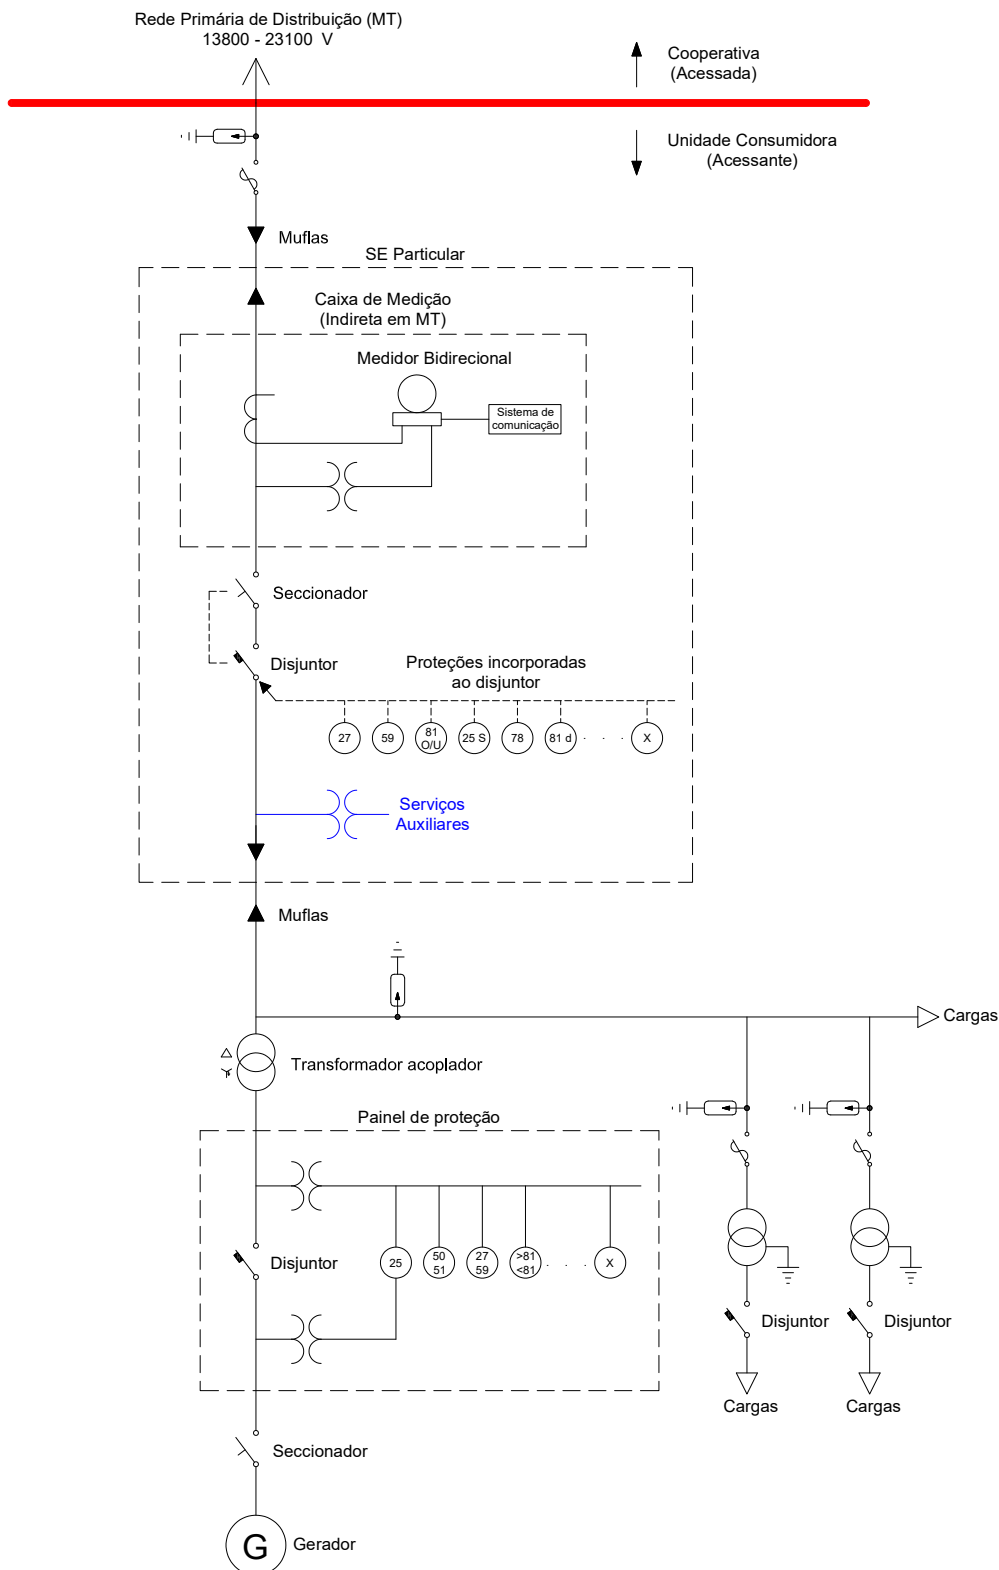 Rede Primária de Distribuição (MT)
13800 - 23100 V
Cooperativa
(Acessada)
Unidade Consumidora
(Acessante)
Muflas
SE Particular
Caixa de Medição
(Indireta em MT)
Medidor Bidirecional
Sistema de
comunicação
Seccionador
Disjuntor
Proteções incorporadas
ao disjuntor
27
59
81
O/U
25 S
78
81 d
. . .
X
Serviços
Auxiliares
Muflas
Cargas
Transformador acoplador
Painel de proteção
Disjuntor
25
50
51
27
59
>81
<81
. . .
X
Disjuntor
Disjuntor
Cargas
Cargas
Seccionador
G
Gerador